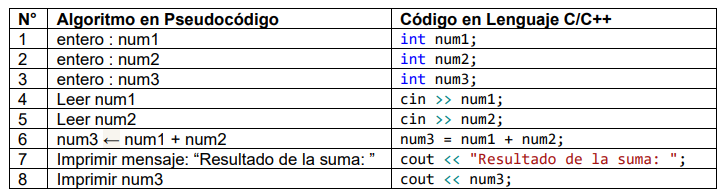 N° Algoritmo en Pseudocódigo Código en Lenguaje C/C++
1 entero : num1 int num1;
2 entero : num2 int num2;
3 entero : num3 int num3;
4 Leer num1 cin >> num1;
5 Leer num2 cin >> num2;
6 num3 ← num1 + num2 num3 = num1 + num2;
7 Imprimir mensaje: “Resultado de la suma: ” cout << "Resultado de la suma: ";
8 Imprimir num3 cout << num3;